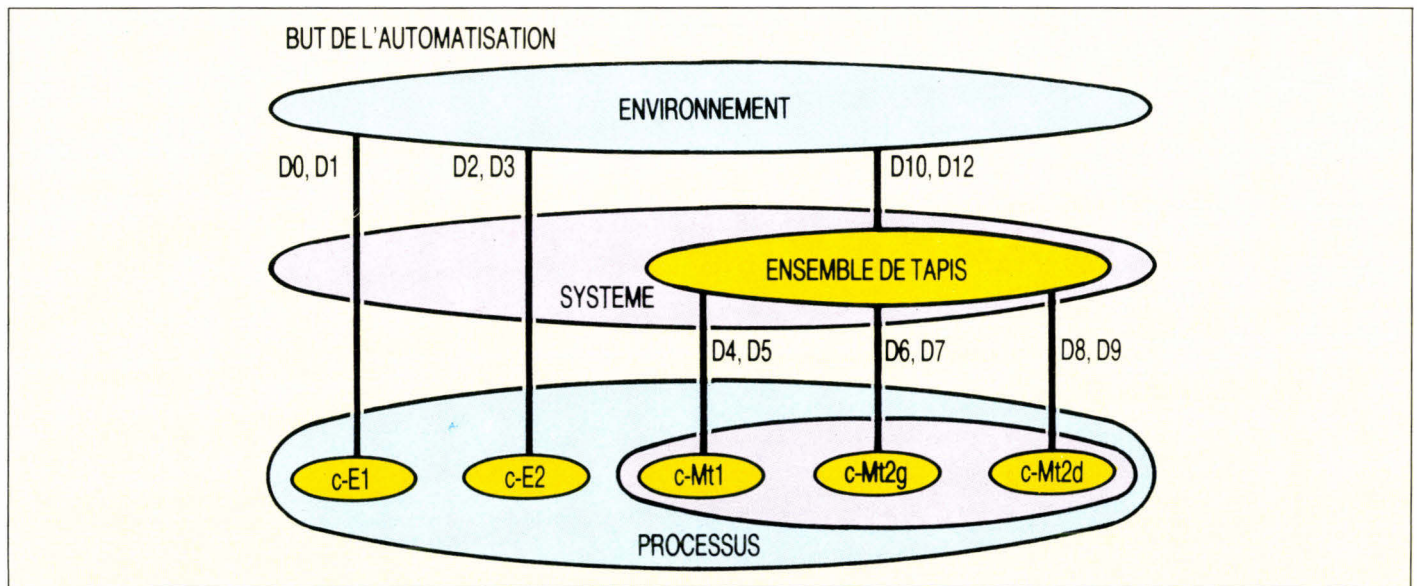 BUT DE L'AUTOMATISATION
ENVIRONNEMENT
D0, D1
D2, D3
D10, D12
ENSEMBLE DE TAPIS
SYSTEME
D4, D5
D6, D7
D8, D9
c-E1
c-E2
c-Mt1
c-Mt2g
c-Mt2d
PROCESSUS